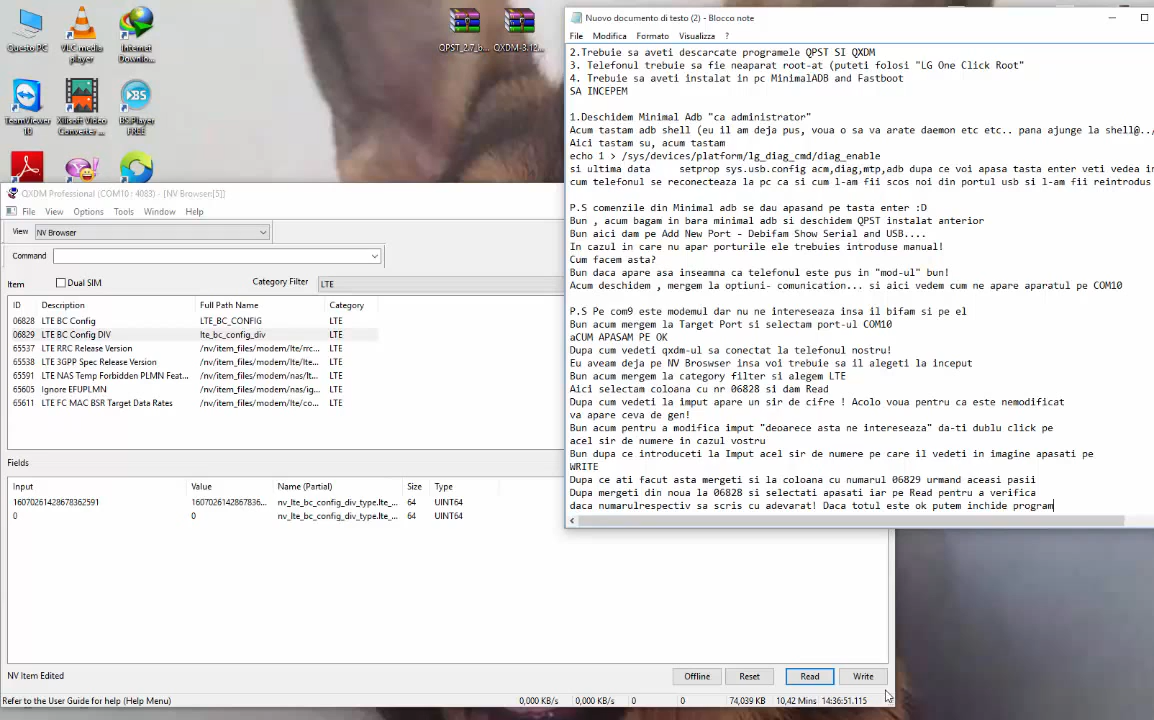 Questo PC
VLC media player
Internet Downlo...
QPST_2.7_b...
QXDM-3.12...
TeamViewer 10
Xilisoft Video Converter ...
BS.Player FREE
Nuovo documento di testo (2) - Blocco note
File Modifica Formato Visualizza ?
2.Trebuie sa aveti descarcate programele QPST SI QXDM
3. Telefonul trebuie sa fie neaparat root-at (puteti folosi "LG One Click Root"
4. Trebuie sa aveti instalat in pc MinimalADB and Fastboot
SA INCEPEM
1.Deschidem Minimal Adb "ca administrator"
Acum tastam adb shell (eu il am deja pus, voua o sa va arate daemon etc etc.. pana ajunge la shell@../
Aici tastam su, acum tastam
echo 1 > /sys/devices/platform/lg_diag_cmd/diag_enable
si ultima data setprop sys.usb.config acm,diag,mtp,adb dupa ce voi apasa tasta enter veti vedea i
cum telefonul se reconecteaza la pc ca si cum l-am fii scos noi din portul usb si l-am fii reintrodus
P.S comenzile din Minimal adb se dau apasand pe tasta enter :D
Bun , acum bagam in bara minimal adb si deschidem QPST instalat anterior
Bun aici dam pe Add New Port - Debifam Show Serial and USB....
In cazul in care nu apar porturile ele trebuies introduse manual!
Cum facem asta?
Bun daca apare asa inseamna ca telefonul este pus in "mod-ul" bun!
Acum deschidem , mergem la optiuni- comunication... si aici vedem cum ne apare aparatul pe COM10
P.S Pe com9 este modemul dar nu ne intereseaza insa il bifam si pe el
Bun acum mergem la Target Port si selectam port-ul COM10
aCUM APASAM PE OK
Dupa cum vedeti qxdm-ul sa conectat la telefonul nostru!
Eu aveam deja pe NV Broswser insa voi trebuie sa il alegeti la inceput
Bun acum mergem la category filter si alegem LTE
Aici selectam coloana cu nr 06828 si dam Read
Dupa cum vedeti la imput apare un sir de cifre ! Acolo voua pentru ca este nemodificat
va apare ceva de gen!
Bun acum pentru a modifica imput "deoarece asta ne intereseaza" da-ti dublu click pe
acel sir de numere in cazul vostru
Bun dupa ce introduceti la Imput acel sir de numere pe care il vedeti in imagine apasati pe
WRITE
Dupa ce ati facut asta mergeti si la coloana cu numarul 06829 urmand aceasi pasii
Dupa mergeti din noua la 06828 si selectati apasati iar pe Read pentru a verifica
daca numarulrespectiv sa scris cu adevarat! Daca totul este ok putem inchide program
QXDM Professional (COM10 : 4083) - [NV Browser[5]]
File View Options Tools Window Help
View NV Browser
Command
Item Dual SIM Category Filter LTE
ID Description Full Path Name Category
06828 LTE BC Config LTE_BC_CONFIG LTE
06829 LTE BC Config DIV lte_bc_config_div LTE
65537 LTE RRC Release Version /nv/item_files/modem/lte/rrc... LTE
65538 LTE 3GPP Spec Release Version /nv/item_files/modem/lte/... LTE
65591 LTE NAS Temp Forbidden PLMN Feat... /nv/item_files/modem/nas/lt... LTE
65605 Ignore EFUPLMN /nv/item_files/modem/nas/ig... LTE
65611 LTE FC MAC BSR Target Data Rates /nv/item_files/modem/lte/co... LTE
Fields
Input Value Name (Partial) Size Type
16070261428678362591 1607026142867836... nv_lte_bc_config_div_type.lte_... 64 UINT64
0 0 nv_lte_bc_config_div_type.lte_... 64 UINT64
NV Item Edited Offline Reset Read Write
Refer to the User Guide for help (Help Menu) 0,000 KB/s 0,000 KB/s 0 0 74,039 KB 10,42 Mins 14:36:51.115